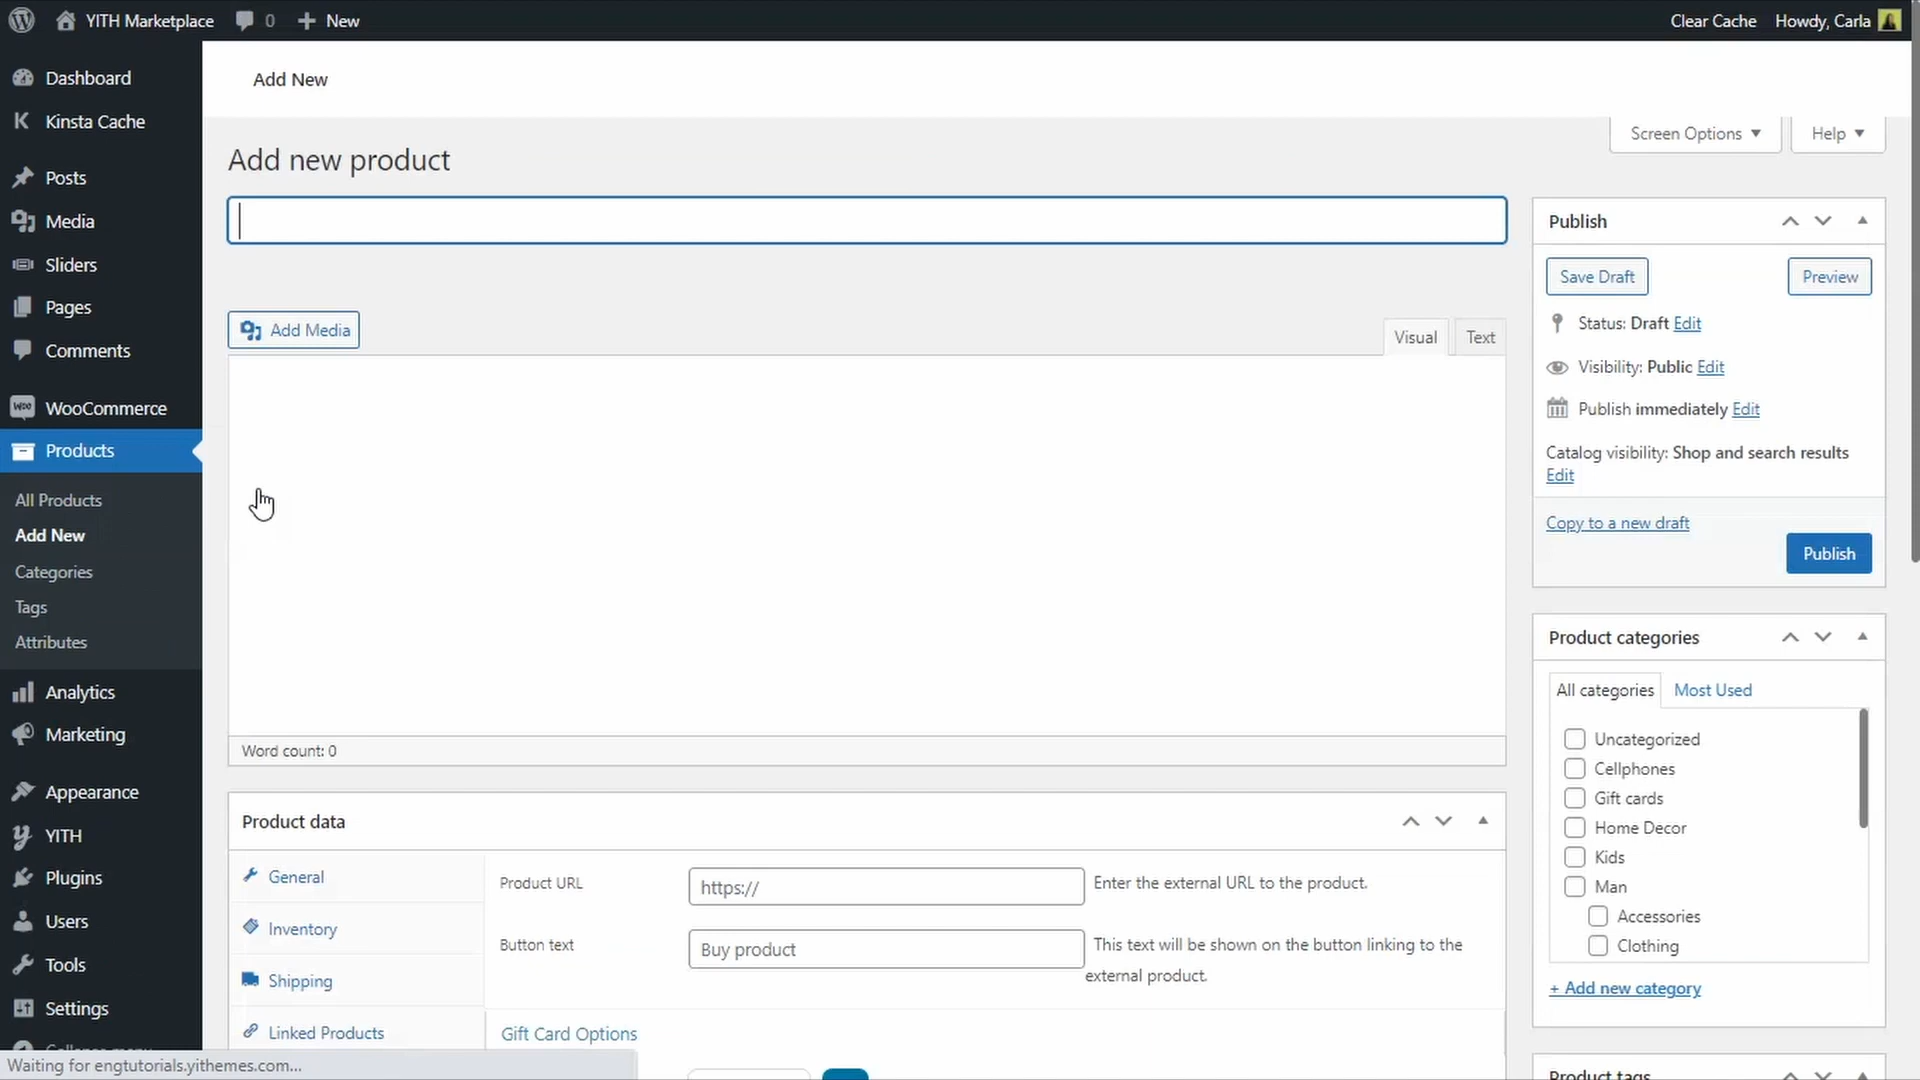 YITH Marketplace
0
New
Clear Cache
Howdy, Carla
Dashboard
Kinsta Cache
Posts
Media
Sliders
Pages
Comments
WooCommerce
Products
All Products
Add New
Categories
Tags
Attributes
Analytics
Marketing
Appearance
YITH
Plugins
Users
Tools
Settings
Collapse menu
Waiting for engtutorials.yithemes.com...
Add New
Screen Options
Help
Add new product
Add Media
Visual
Text
Word count: 0
Product data
General
Inventory
Shipping
Linked Products
Product URL
https://
Enter the external URL to the product.
Button text
Buy product
This text will be shown on the button linking to the
external product.
Gift Card Options
Publish
Save Draft
Preview
Status: Draft Edit
Visibility: Public Edit
Publish immediately Edit
Catalog visibility: Shop and search results
Edit
Copy to a new draft
Publish
Product categories
All categories
Most Used
Uncategorized
Cellphones
Gift cards
Home Decor
Kids
Man
Accessories
Clothing
+ Add new category
Product tags